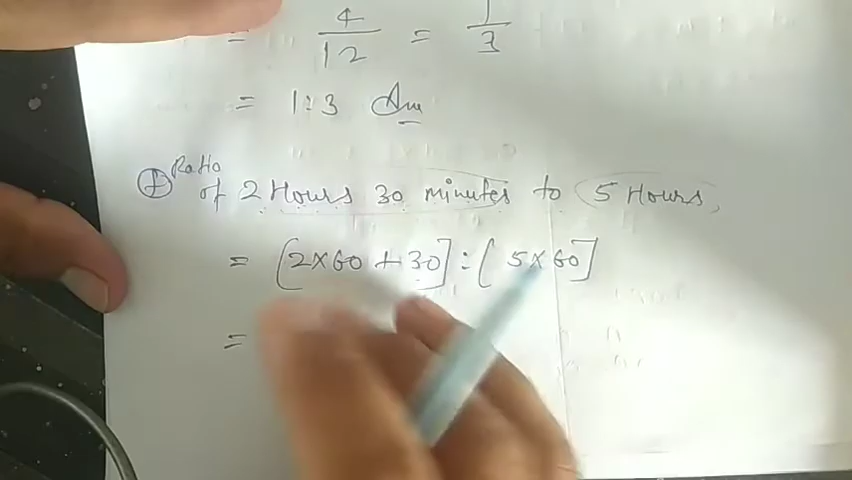 = 4/12 = 1/3
= 1:3 Ans
Ratio
of 2 Hours 30 minutes to 5 Hours,
= [2×60 + 30] : [5×60]
=